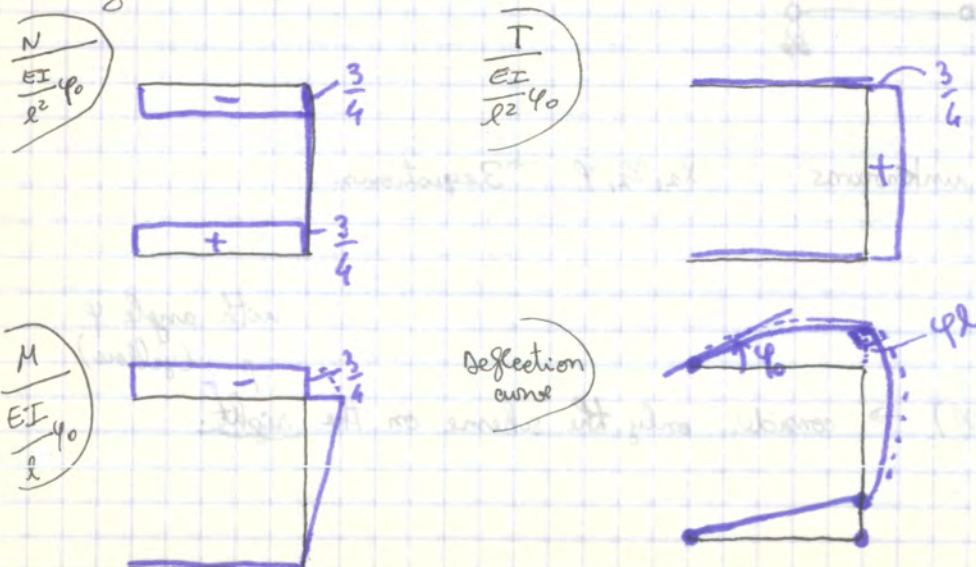 N
EI/ℓ² φ₀
-
3/4
+
3/4
T
EI/ℓ² φ₀
3/4
+
M
EI/ℓ φ₀
-
3/4
Deflection
curve
φ₀
φℓ